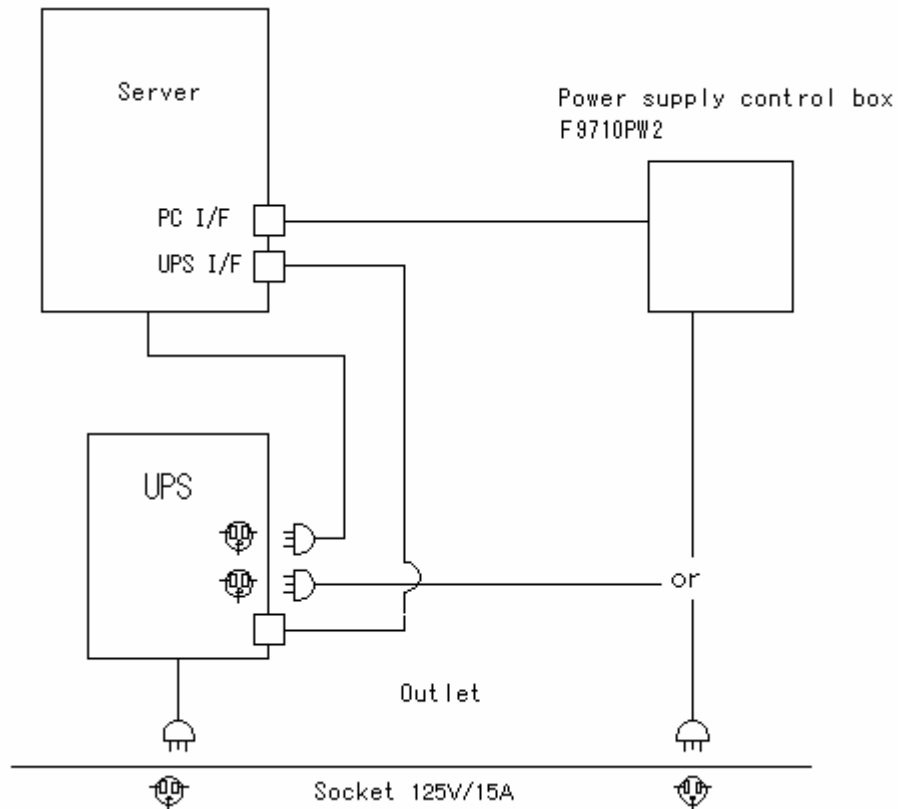 Server
Power supply control box
F9710PW2
PC I/F
UPS I/F
UPS
or
Outlet
Socket 125V/15A